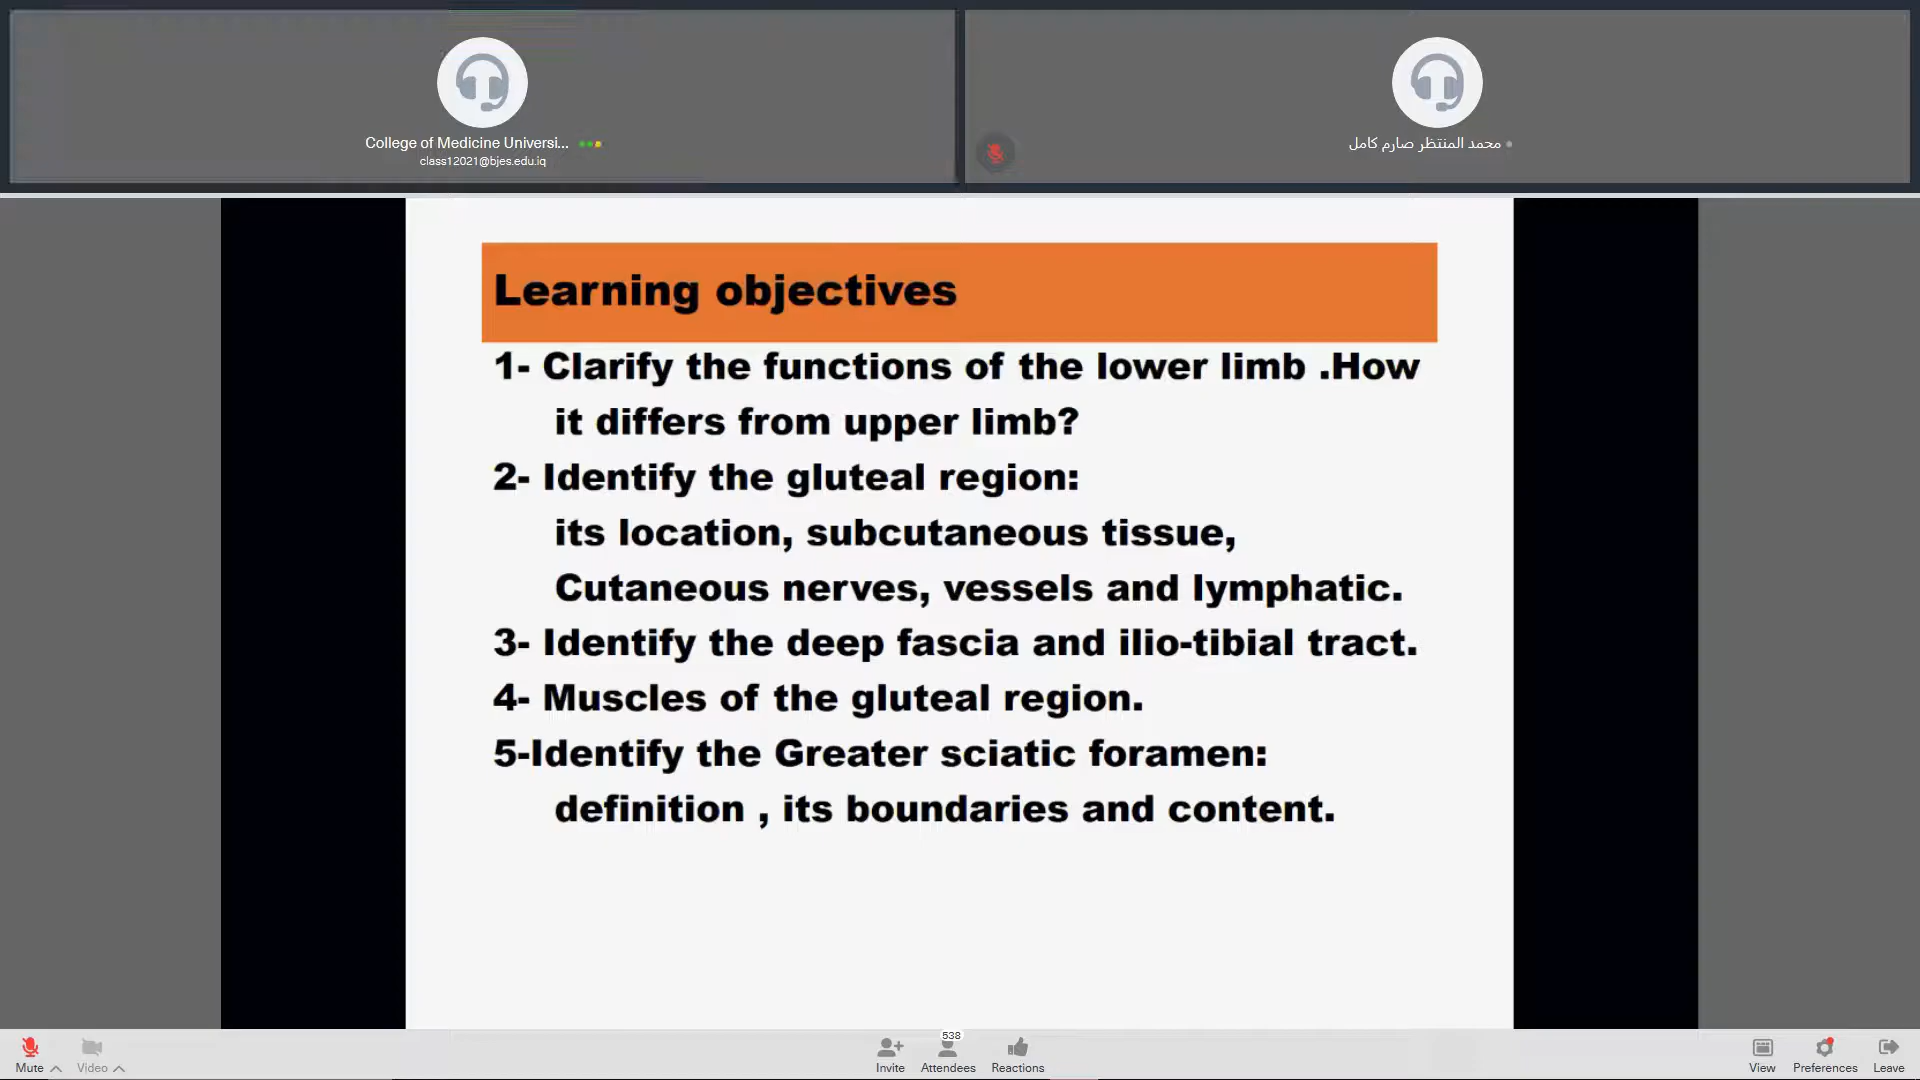 College of Medicine Universi...
class12021@bjes.edu.iq
محمد المنتظر صارم كامل
Learning objectives
1- Clarify the functions of the lower limb .How
it differs from upper limb?
2- Identify the gluteal region:
its location, subcutaneous tissue,
Cutaneous nerves, vessels and lymphatic.
3- Identify the deep fascia and ilio-tibial tract.
4- Muscles of the gluteal region.
5-Identify the Greater sciatic foramen:
definition , its boundaries and content.
538
Mute Video Invite Attendees Reactions View Preferences Leave